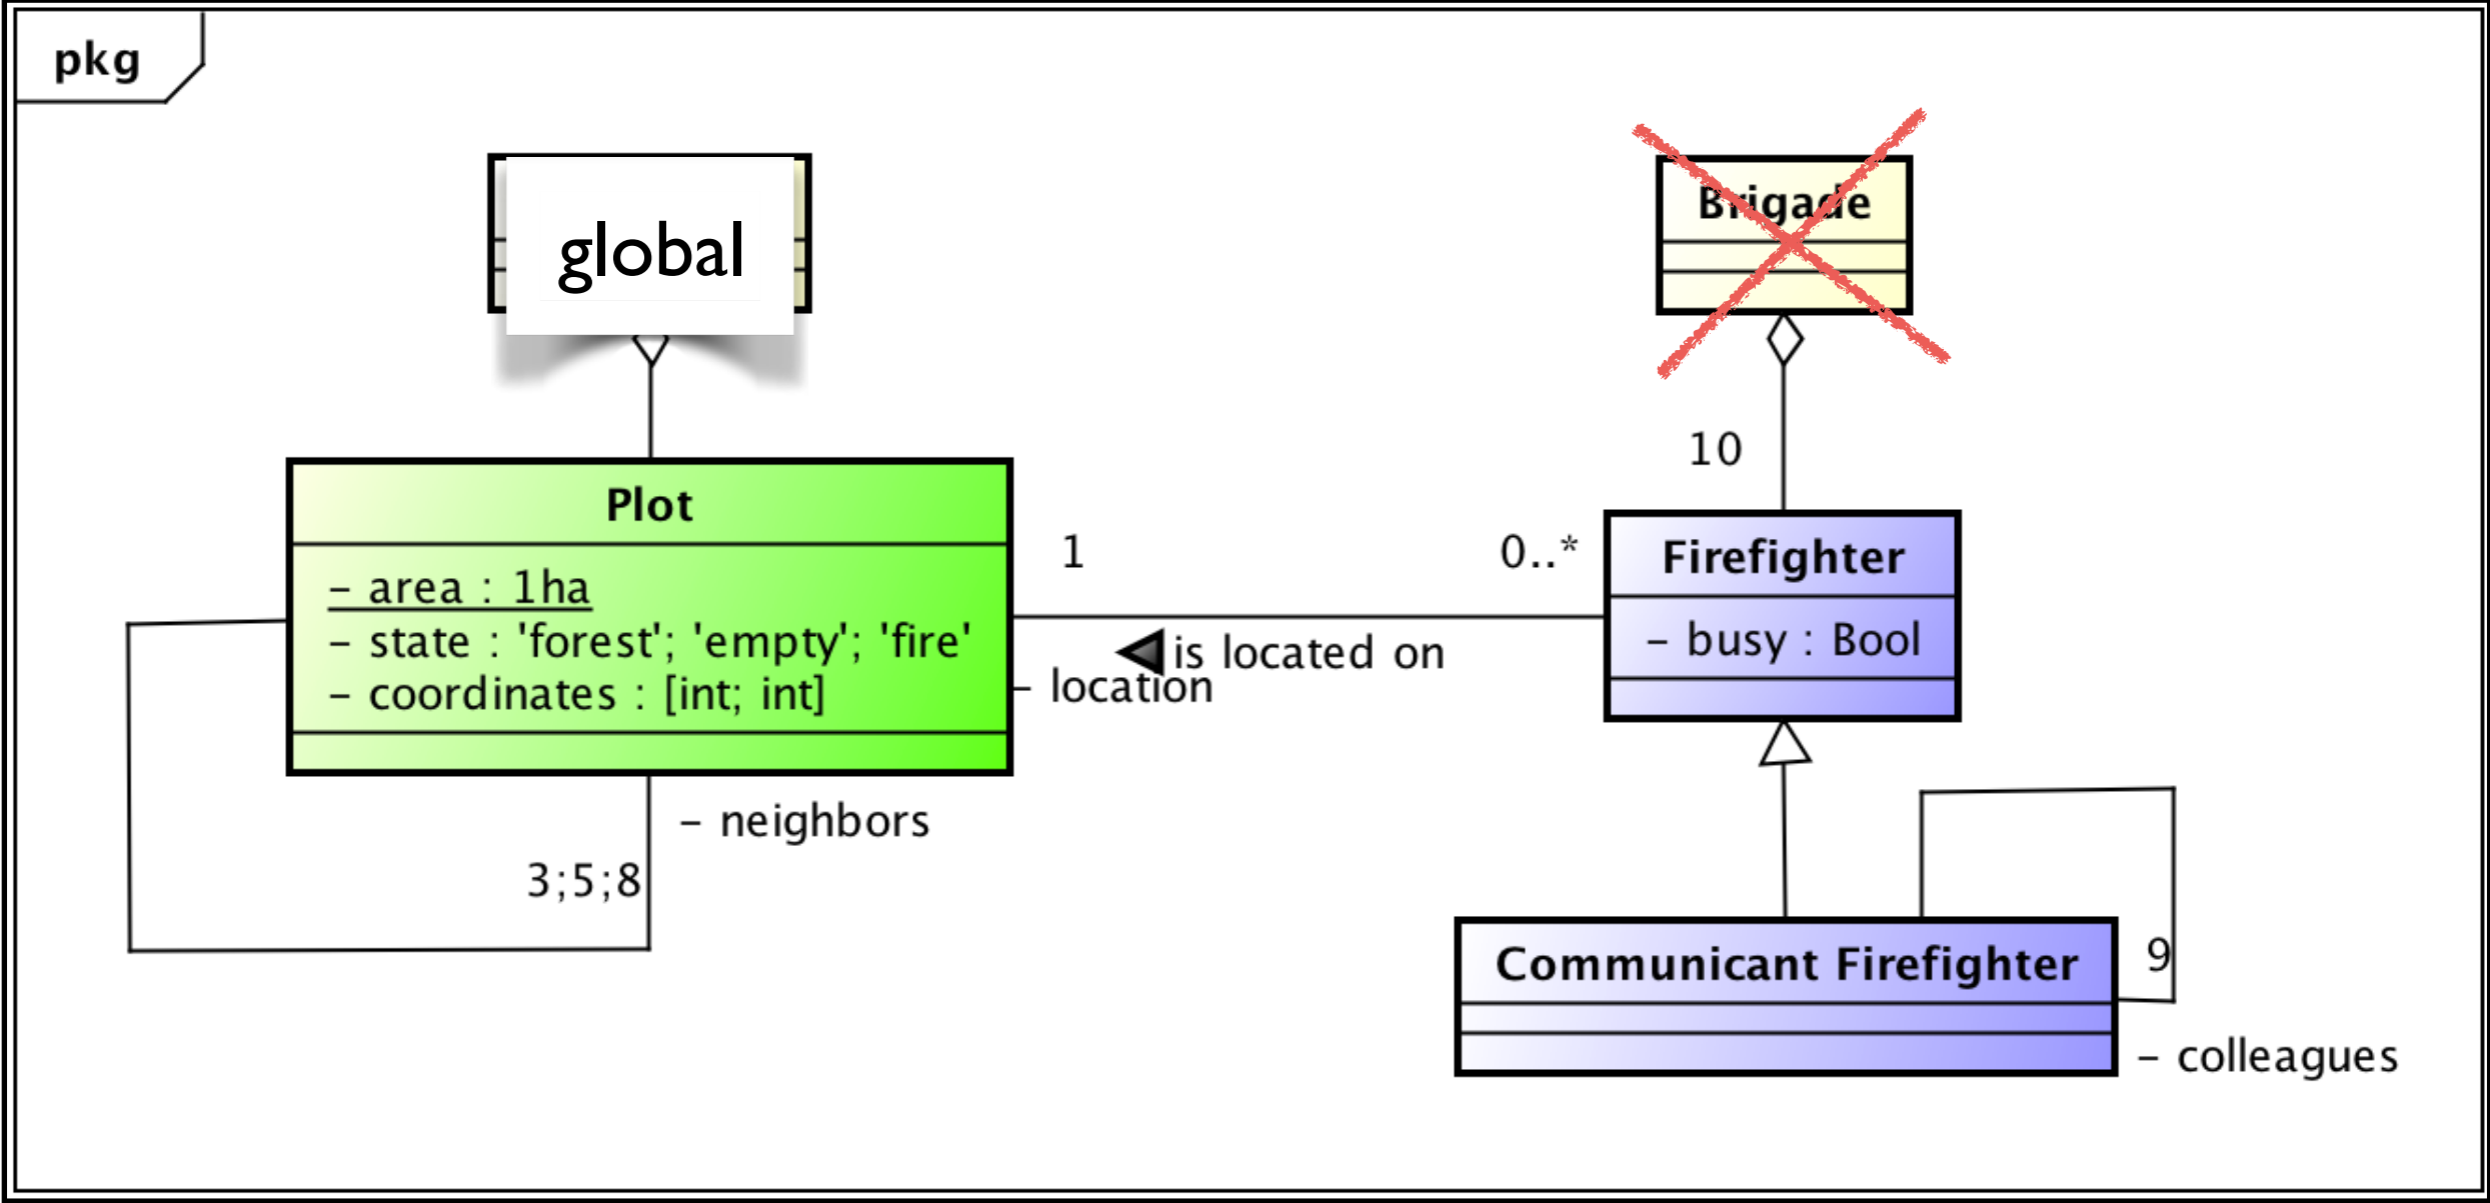 pkg
global
Brigade
10
Plot
- area : 1ha
- state : 'forest'; 'empty'; 'fire'
- coordinates : [int; int]
1
0..*
is located on
- location
Firefighter
- busy : Bool
- neighbors
3;5;8
Communicant Firefighter
9
- colleagues